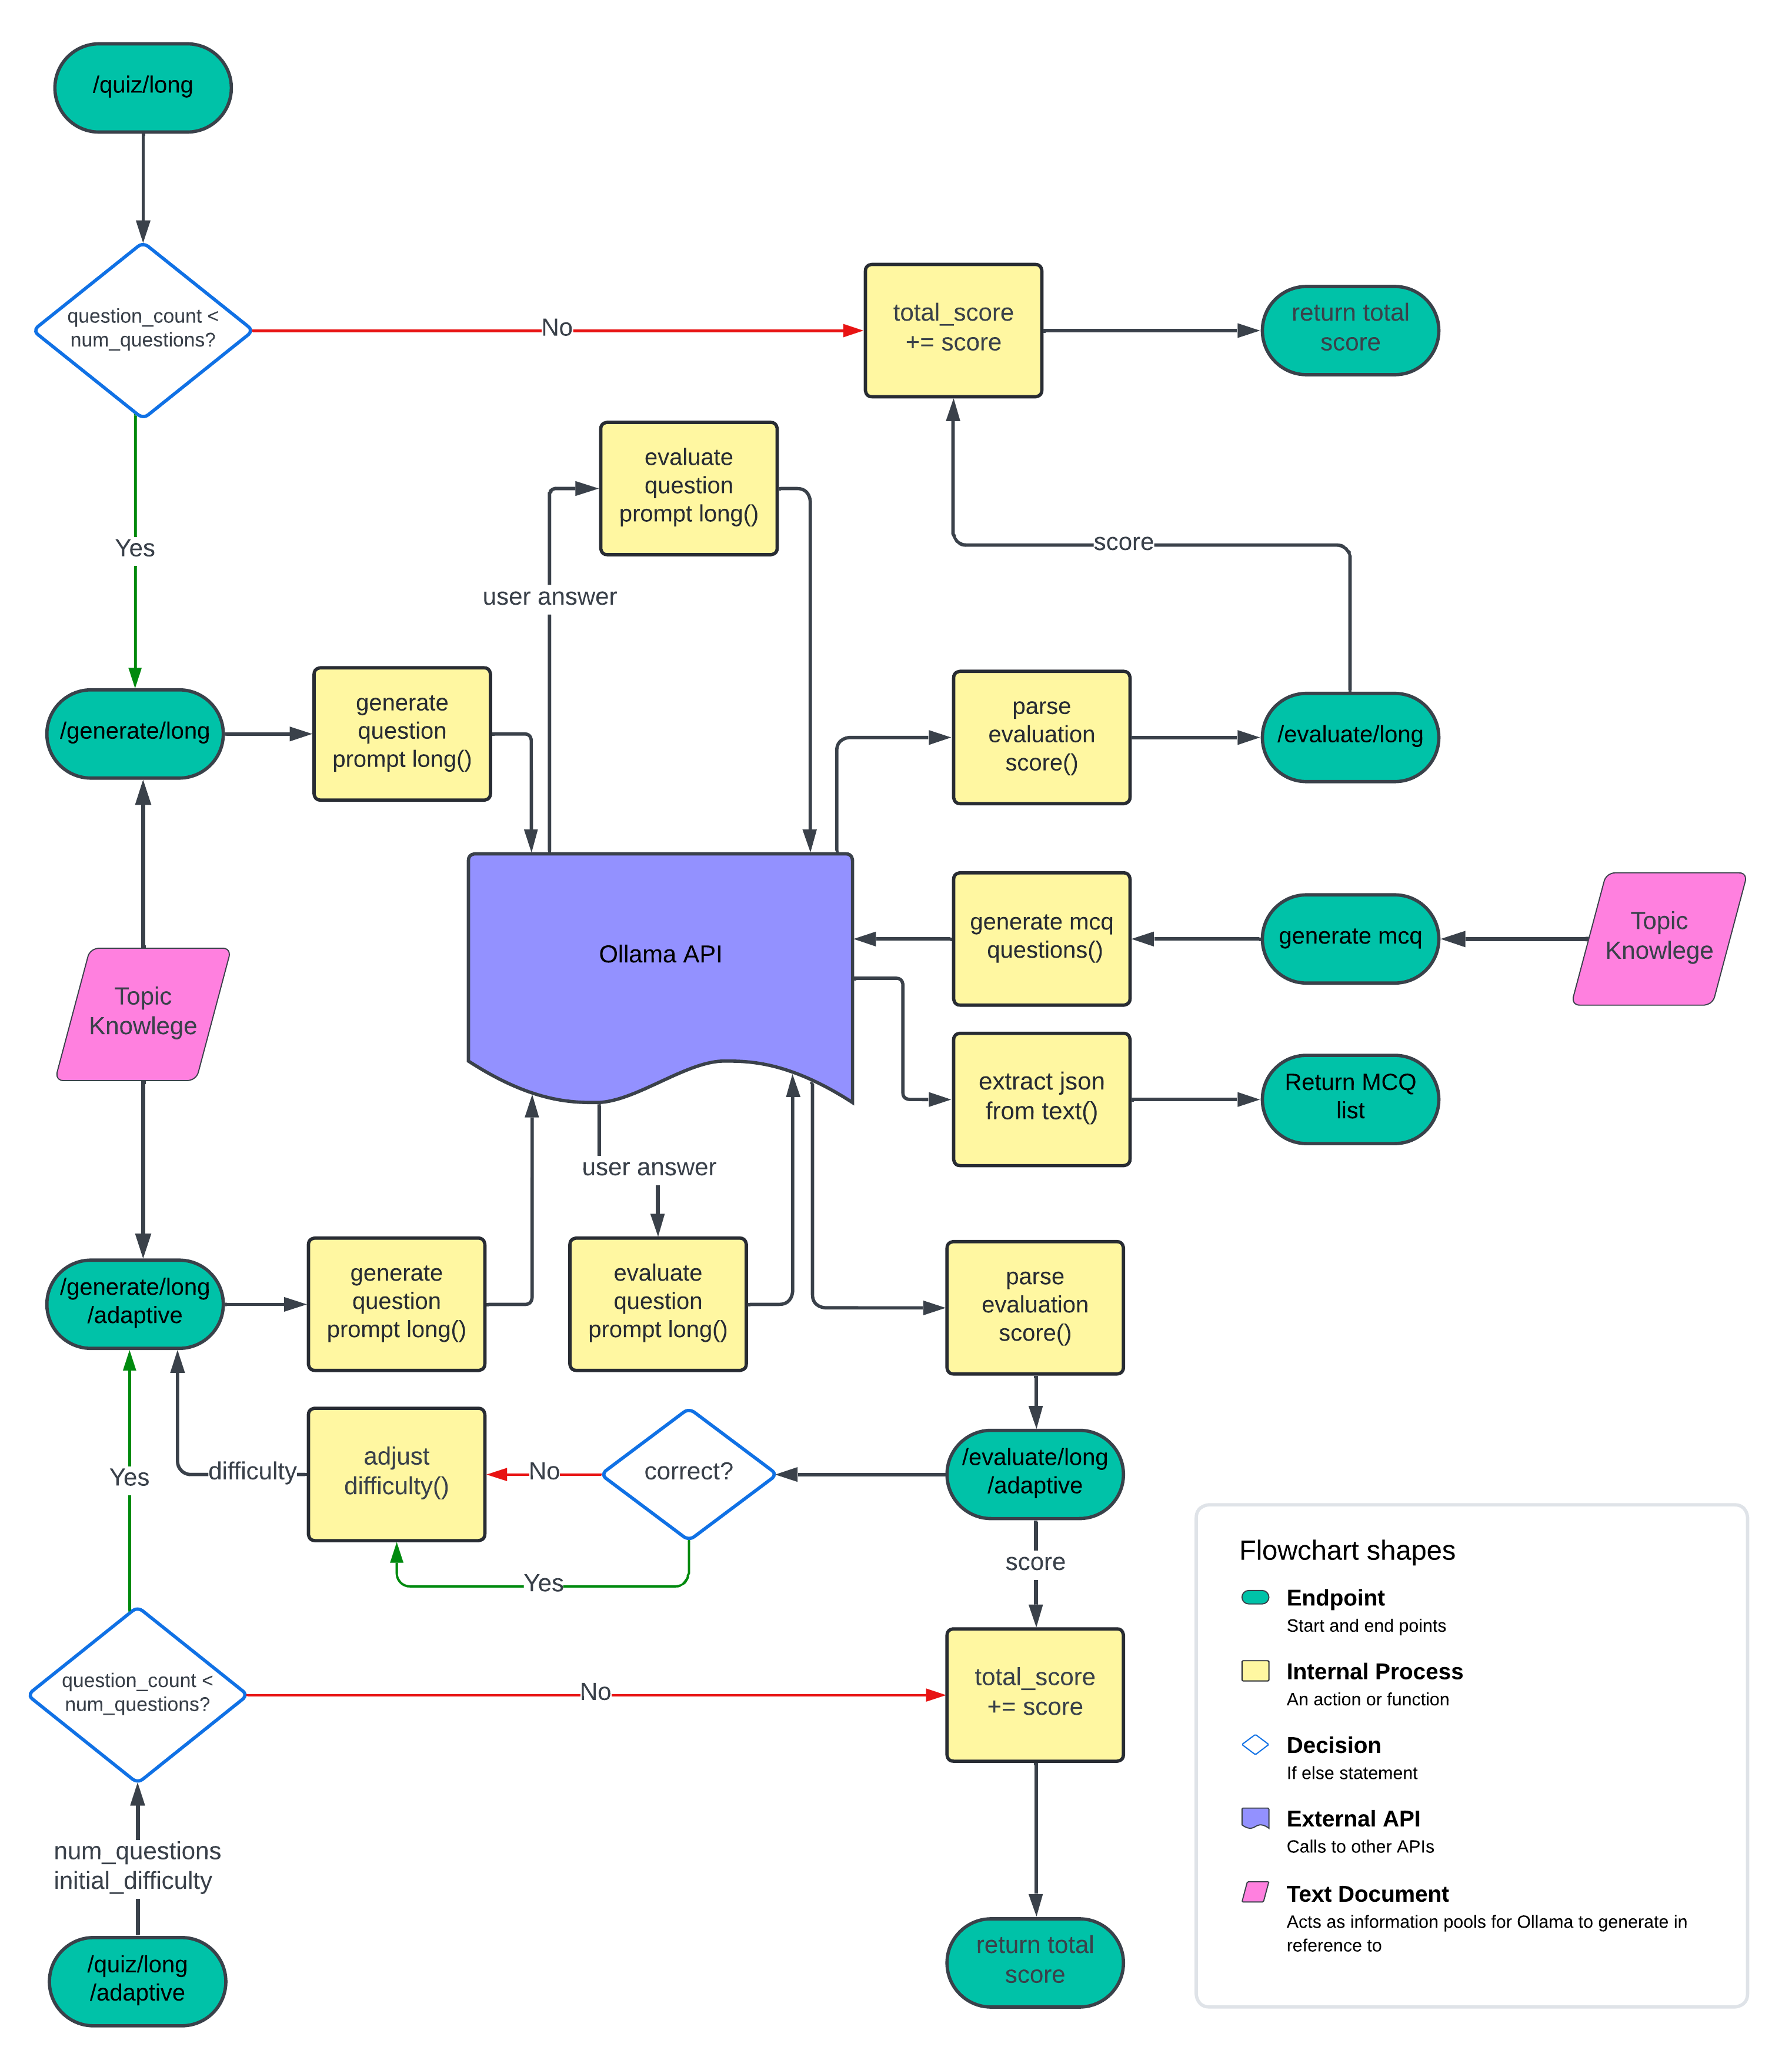 /quiz/long
question_count <
num_questions?
No
total_score
+= score
return total
score
evaluate
question
prompt long()
Yes
user answer
score
/generate/long
generate
question
prompt long()
parse
evaluation
score()
/evaluate/long
Ollama API
generate mcq
questions()
generate mcq
Topic
Knowlege
Topic
Knowlege
extract json
from text()
Return MCQ
list
user answer
/generate/long
/adaptive
generate
question
prompt long()
evaluate
question
prompt long()
parse
evaluation
score()
Yes
difficulty
adjust
difficulty()
No
correct?
/evaluate/long
/adaptive
Yes
score
question_count <
num_questions?
No
total_score
+= score
num_questions
initial_difficulty
/quiz/long
/adaptive
return total
score
Flowchart shapes
Endpoint
Start and end points
Internal Process
An action or function
Decision
If else statement
External API
Calls to other APIs
Text Document
Acts as information pools for Ollama to generate in
reference to